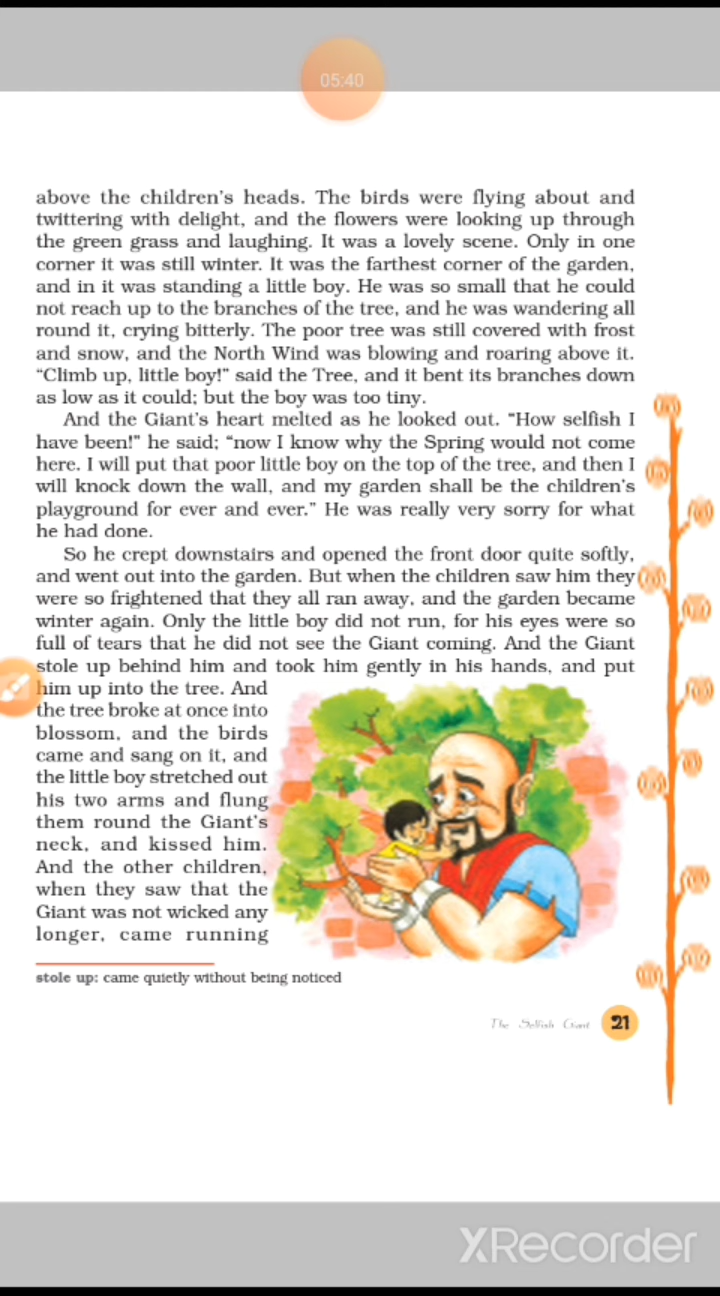 05:40
above the children's heads. The birds were flying about and
twittering with delight, and the flowers were looking up through
the green grass and laughing. It was a lovely scene. Only in one
corner it was still winter. It was the farthest corner of the garden,
and in it was standing a little boy. He was so small that he could
not reach up to the branches of the tree, and he was wandering all
round it, crying bitterly. The poor tree was still covered with frost
and snow, and the North Wind was blowing and roaring above it.
“Climb up, little boy!” said the Tree, and it bent its branches down
as low as it could; but the boy was too tiny.
And the Giant's heart melted as he looked out. “How selfish I
have been!” he said; “now I know why the Spring would not come
here. I will put that poor little boy on the top of the tree, and then I
will knock down the wall, and my garden shall be the children's
playground for ever and ever.” He was really very sorry for what
he had done.
So he crept downstairs and opened the front door quite softly,
and went out into the garden. But when the children saw him they
were so frightened that they all ran away, and the garden became
winter again. Only the little boy did not run, for his eyes were so
full of tears that he did not see the Giant coming. And the Giant
stole up behind him and took him gently in his hands, and put
him up into the tree. And
the tree broke at once into
blossom, and the birds
came and sang on it, and
the little boy stretched out
his two arms and flung
them round the Giant's
neck, and kissed him.
And the other children,
when they saw that the
Giant was not wicked any
longer, came running
stole up: came quietly without being noticed
The Selfish Giant 21
XRecorder